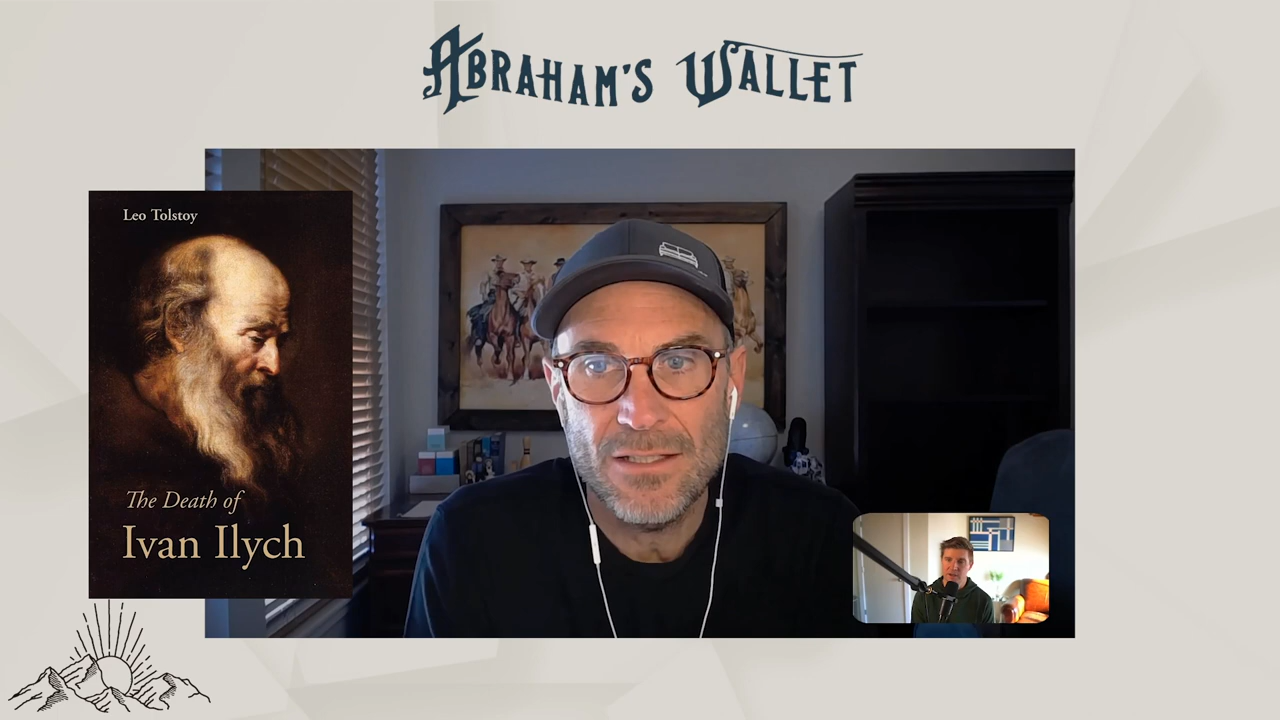 ABRAHAM'S WALLET
Leo Tolstoy
The Death of
Ivan Ilych